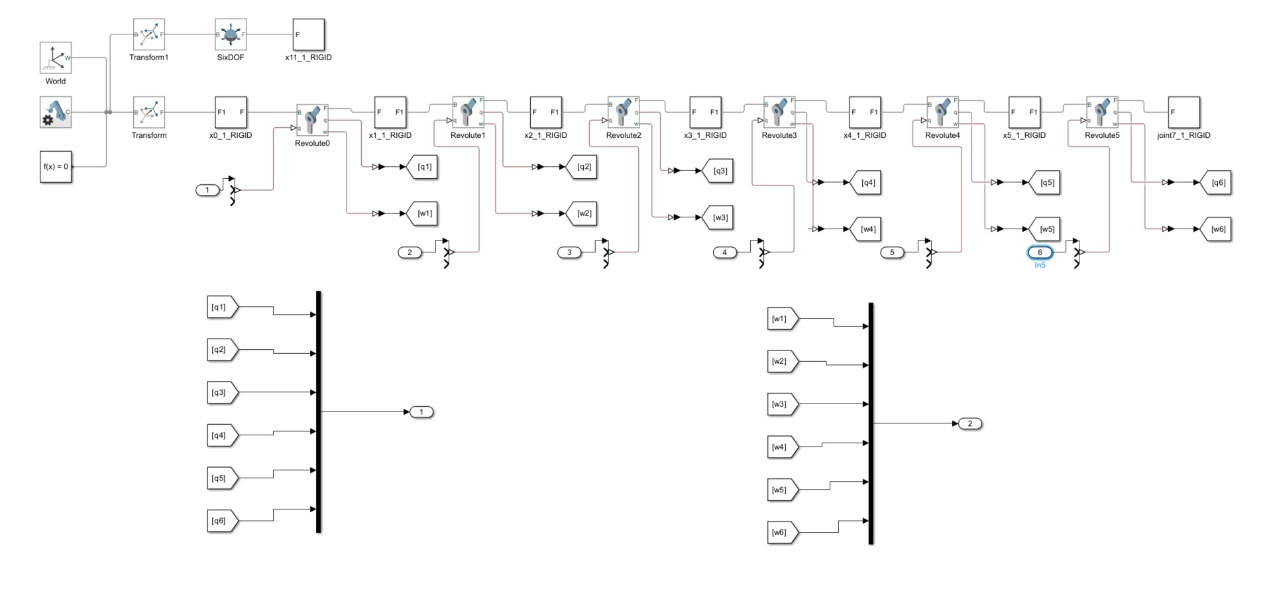 B F
Transform1
B F
SixDOF
F
x11_1_RIGID
W
World
C
B F
Transform
F1 F
x0_1_RIGID
B F
q q
w
Revolute0
F F1
x1_1_RIGID
B F
q q
w
Revolute1
F F1
x2_1_RIGID
B F
q q
w
Revolute2
F F1
x3_1_RIGID
B F
q q
w
Revolute3
F F1
x4_1_RIGID
B F
q q
w
Revolute4
F F1
x5_1_RIGID
B F
q q
w
Revolute5
F
joint7_1_RIGID
f(x) = 0
[q1]
[q2]
[q3]
[q4]
[q5]
[q6]
1
[w1]
[w2]
[w3]
[w4]
[w5]
[w6]
2
3
4
5
6
In5
[q1]
[q2]
[q3]
[q4]
[q5]
[q6]
1
[w1]
[w2]
[w3]
[w4]
[w5]
[w6]
2